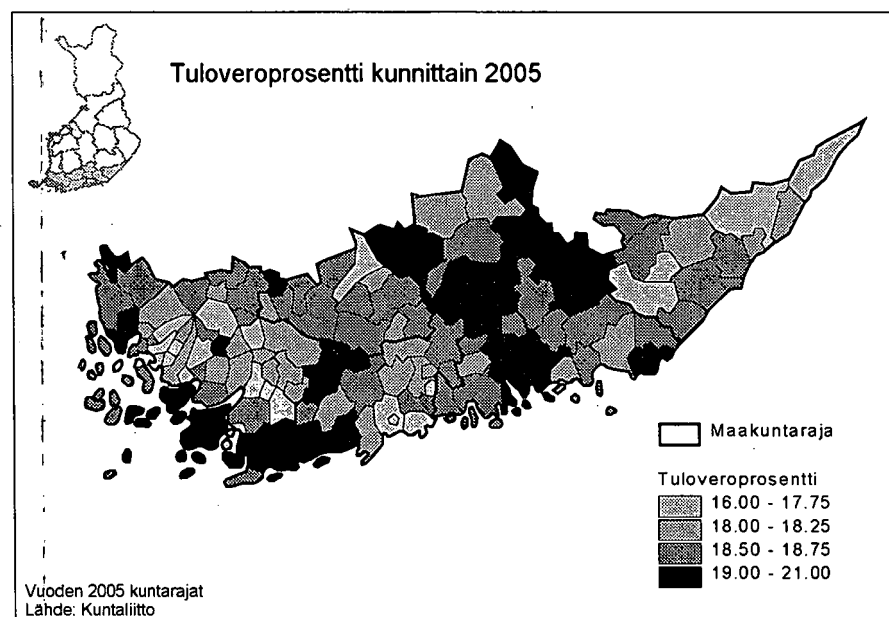 Tuloveroprosentti kunnittain 2005
Maakuntaraja
Tuloveroprosentti
16.00 - 17.75
18.00 - 18.25
18.50 - 18.75
19.00 - 21.00
Vuoden 2005 kuntarajat
Lähde: Kuntaliitto